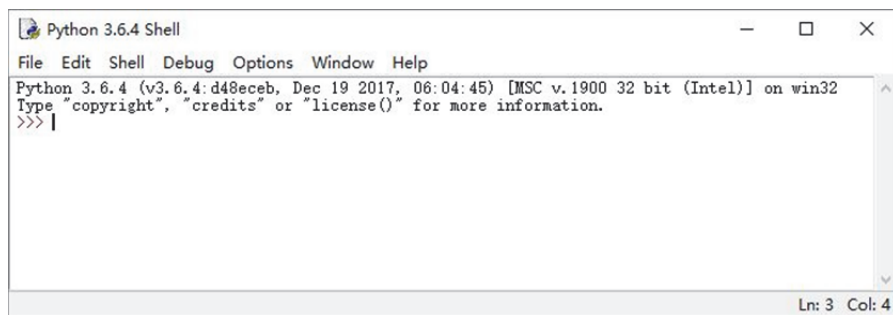 Python 3.6.4 Shell
File Edit Shell Debug Options Window Help
Python 3.6.4 (v3.6.4:d48eceb, Dec 19 2017, 06:04:45) [MSC v.1900 32 bit (Intel)] on win32
Type "copyright", "credits" or "license()" for more information.
>>>
Ln: 3 Col: 4